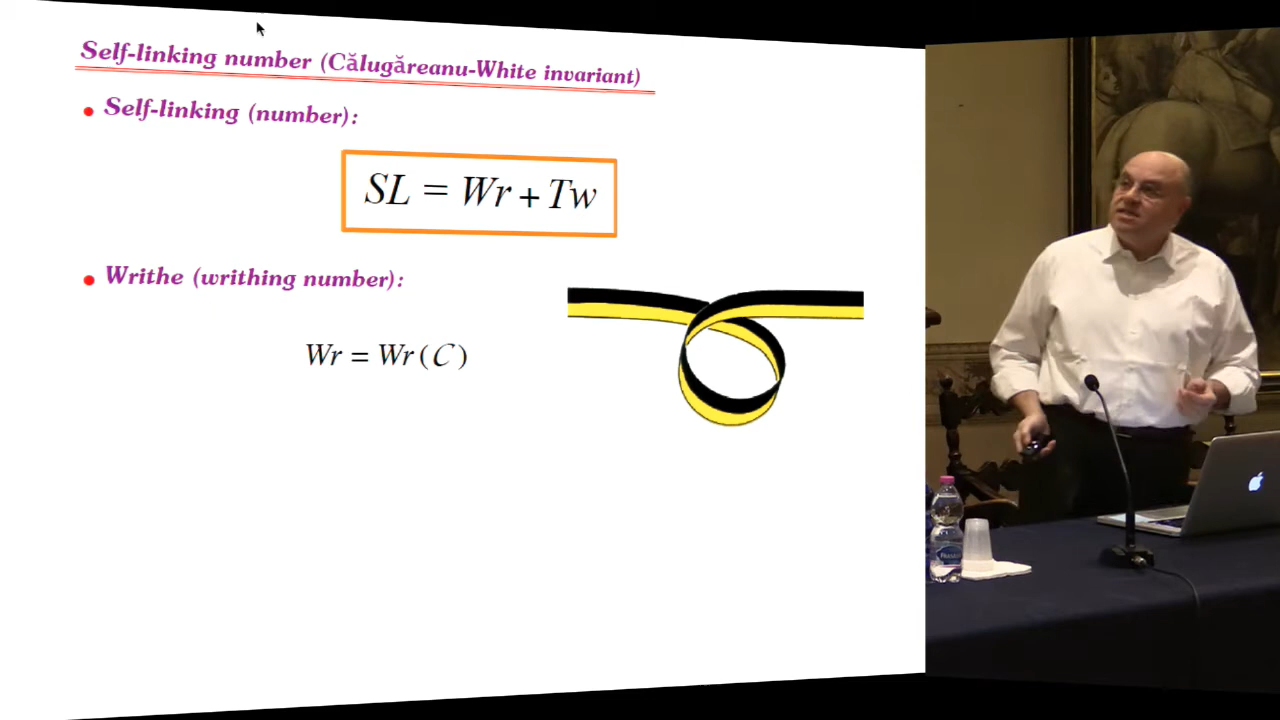 Self-linking number (Călugăreanu-White invariant)
• Self-linking (number):
SL = Wr + Tw
• Writhe (writhing number):
Wr = Wr (C)